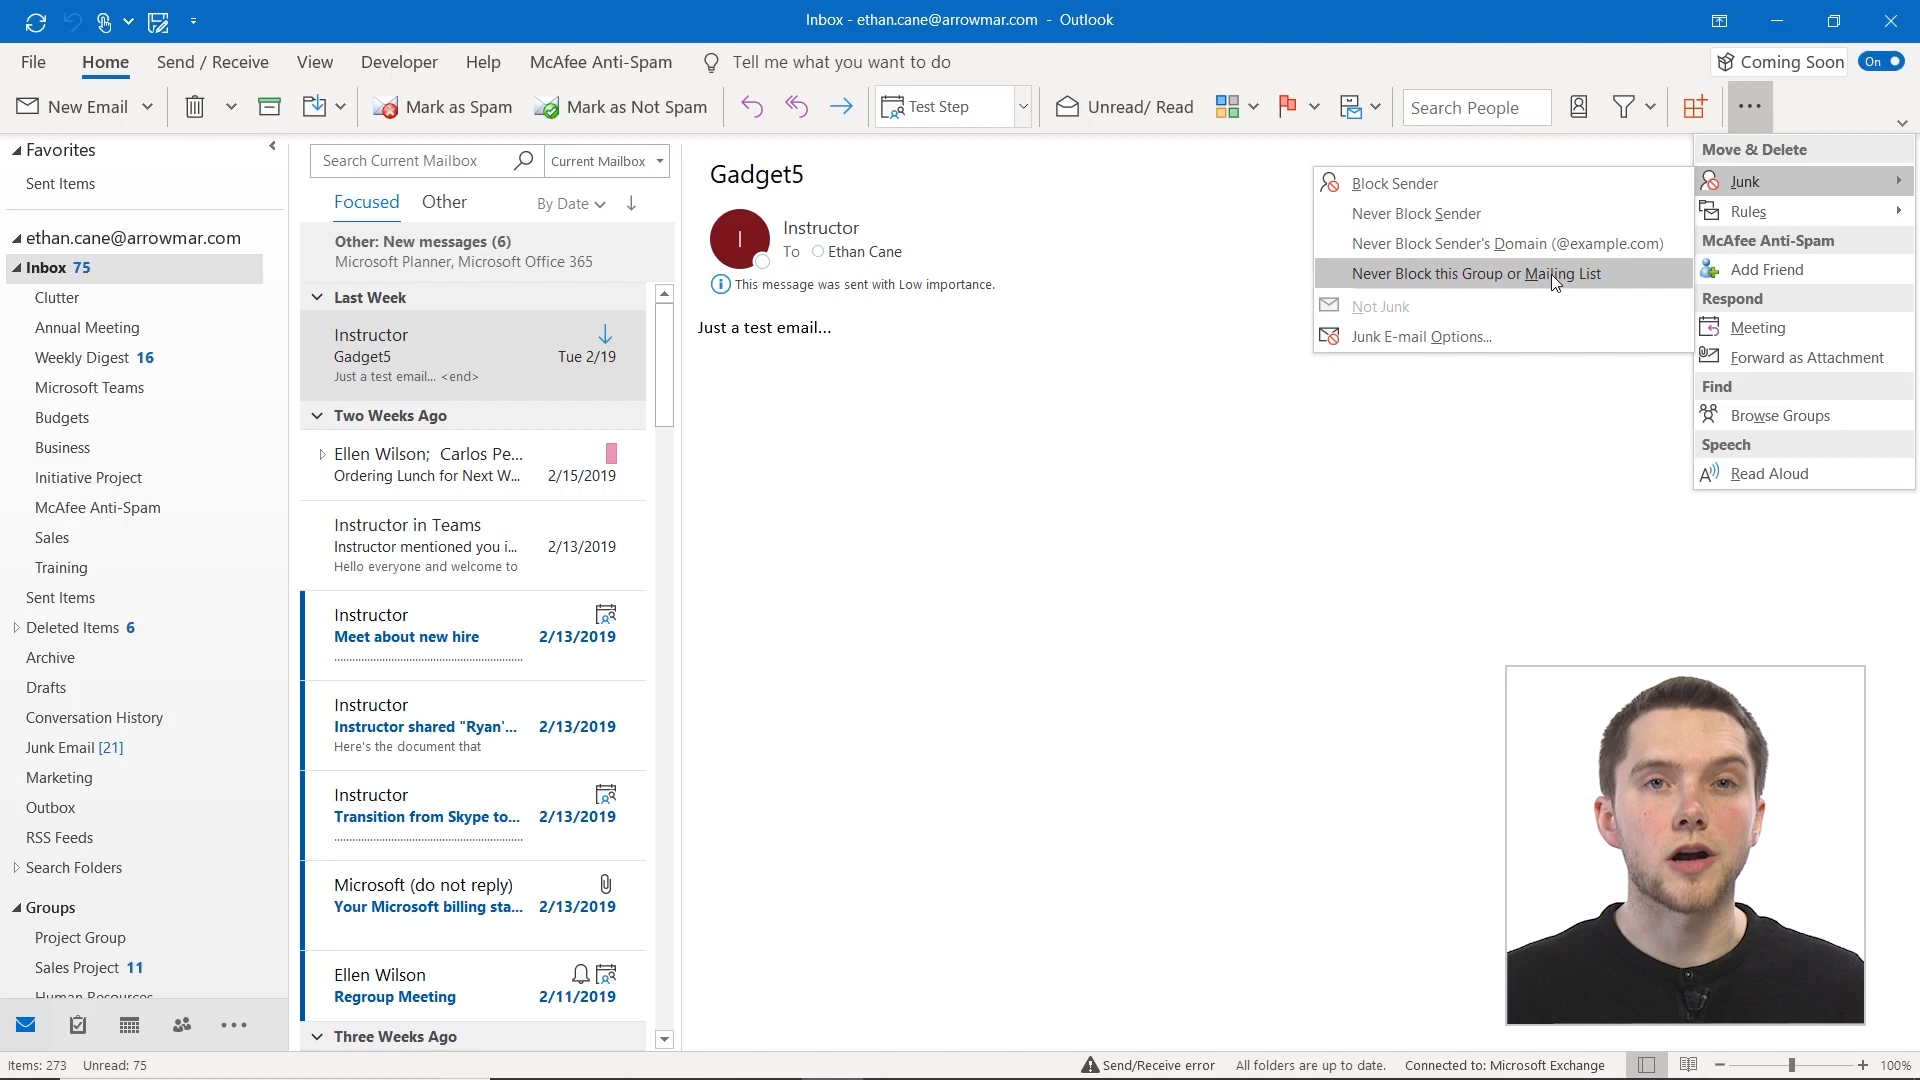 Inbox - ethan.cane@arrowmar.com - Outlook
File Home Send / Receive View Developer Help McAfee Anti-Spam Tell me what you want to do Coming Soon On
New Email Mark as Spam Mark as Not Spam Test Step Unread/ Read Search People
Favorites
Sent Items
ethan.cane@arrowmar.com
Inbox 75
Clutter
Annual Meeting
Weekly Digest 16
Microsoft Teams
Budgets
Business
Initiative Project
McAfee Anti-Spam
Sales
Training
Sent Items
Deleted Items 6
Archive
Drafts
Conversation History
Junk Email [21]
Marketing
Outbox
RSS Feeds
Search Folders
Groups
Project Group
Sales Project 11
Human Resources
Search Current Mailbox Current Mailbox
Focused Other By Date
Other: New messages (6)
Microsoft Planner, Microsoft Office 365
Last Week
Instructor
Gadget5 Tue 2/19
Just a test email... <end>
Two Weeks Ago
Ellen Wilson; Carlos Pe...
Ordering Lunch for Next W... 2/15/2019
Instructor in Teams
Instructor mentioned you i... 2/13/2019
Hello everyone and welcome to
Instructor
Meet about new hire 2/13/2019
Instructor
Instructor shared "Ryan'... 2/13/2019
Here's the document that
Instructor
Transition from Skype to... 2/13/2019
Microsoft (do not reply)
Your Microsoft billing sta... 2/13/2019
Ellen Wilson
Regroup Meeting 2/11/2019
Three Weeks Ago
Gadget5
I
Instructor
To Ethan Cane
This message was sent with Low importance.
Just a test email...
Block Sender
Never Block Sender
Never Block Sender's Domain (@example.com)
Never Block this Group or Mailing List
Not Junk
Junk E-mail Options...
Move & Delete
Junk
Rules
McAfee Anti-Spam
Add Friend
Respond
Meeting
Forward as Attachment
Find
Browse Groups
Speech
Read Aloud
Items: 273 Unread: 75 Send/Receive error All folders are up to date. Connected to: Microsoft Exchange 100%